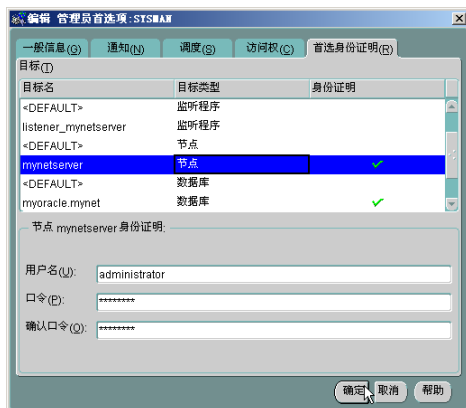 编辑 管理员首选项:SYSMAN
一般信息(G) 通知(N) 调度(S) 访问权(C) 首选身份证明(R)
目标(T)
目标名 目标类型 身份证明
<DEFAULT> 监听程序
listener_mynetserver 监听程序
<DEFAULT> 节点
mynetserver 节点 ✓
<DEFAULT> 数据库
myoracle.mynet 数据库 ✓
节点 mynetserver 身份证明:
用户名(U): administrator
口令(P): ********
确认口令(O): ********
确定 取消 帮助